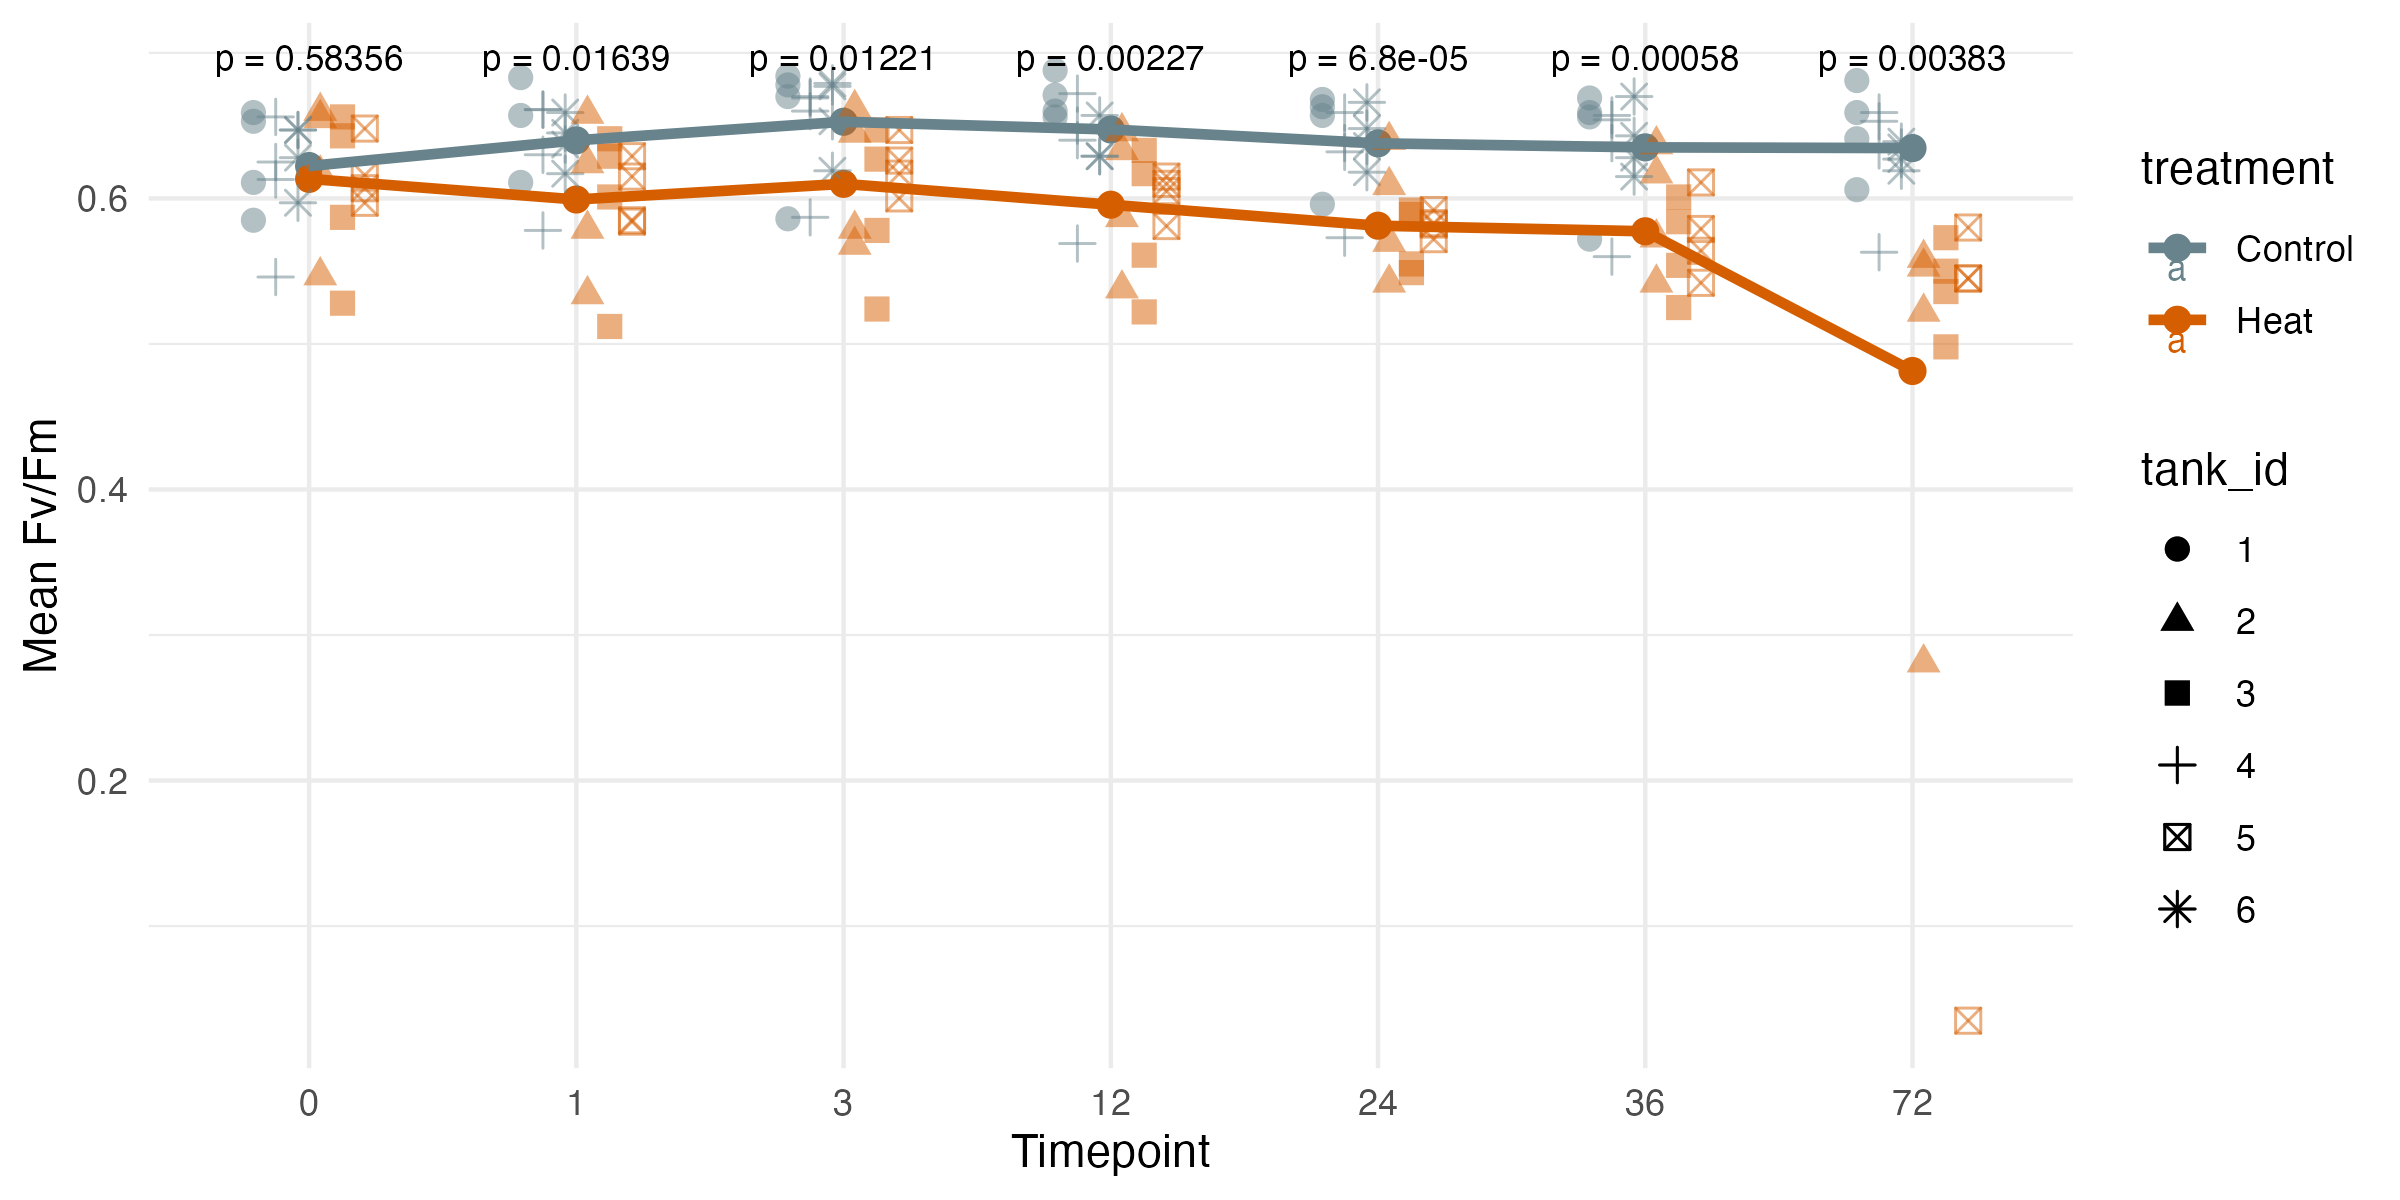 p = 0.58356 p = 0.01639 p = 0.01221 p = 0.00227 p = 6.8e-05 p = 0.00058 p = 0.00383
Mean Fv/Fm
0.6
0.4
0.2
0 1 3 12 24 36 72
Timepoint
treatment
a Control
a Heat
tank_id
1
2
3
4
5
6